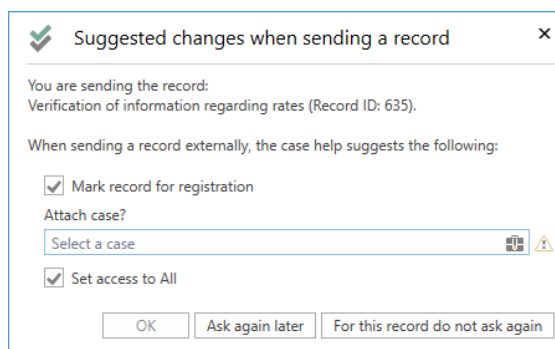 Suggested changes when sending a record
You are sending the record:
Verification of information regarding rates (Record ID: 635).
When sending a record externally, the case help suggests the following:
Mark record for registration
Attach case?
Select a case
Set access to All
OK Ask again later For this record do not ask again